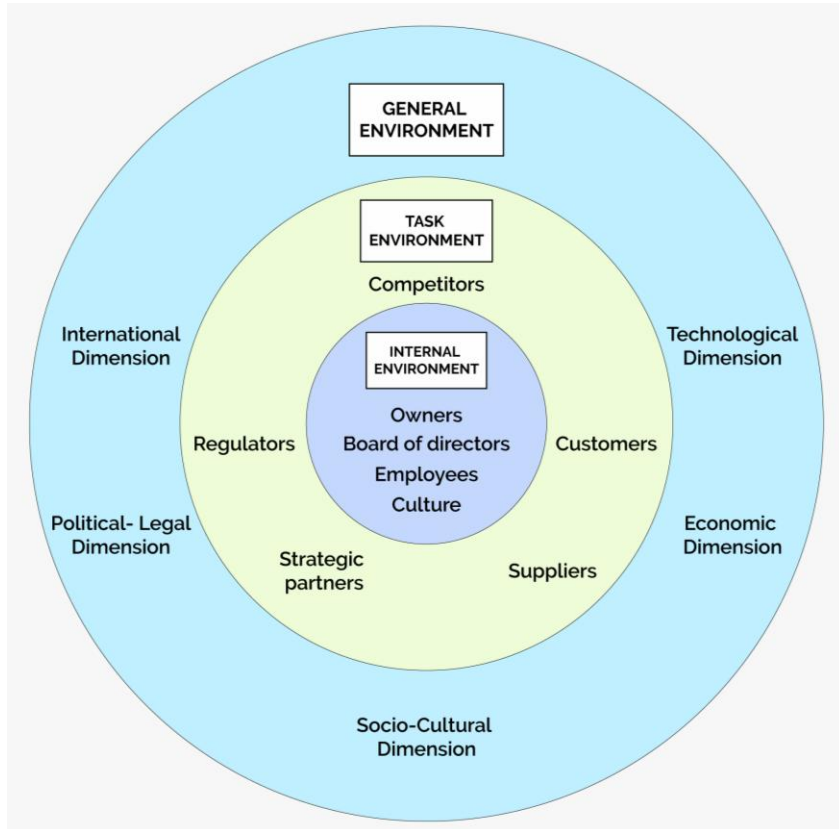 GENERAL
ENVIRONMENT
TASK
ENVIRONMENT
Competitors
INTERNAL
ENVIRONMENT
Owners
Board of directors
Employees
Culture
International
Dimension
Technological
Dimension
Regulators
Customers
Political- Legal
Dimension
Economic
Dimension
Strategic
partners
Suppliers
Socio-Cultural
Dimension